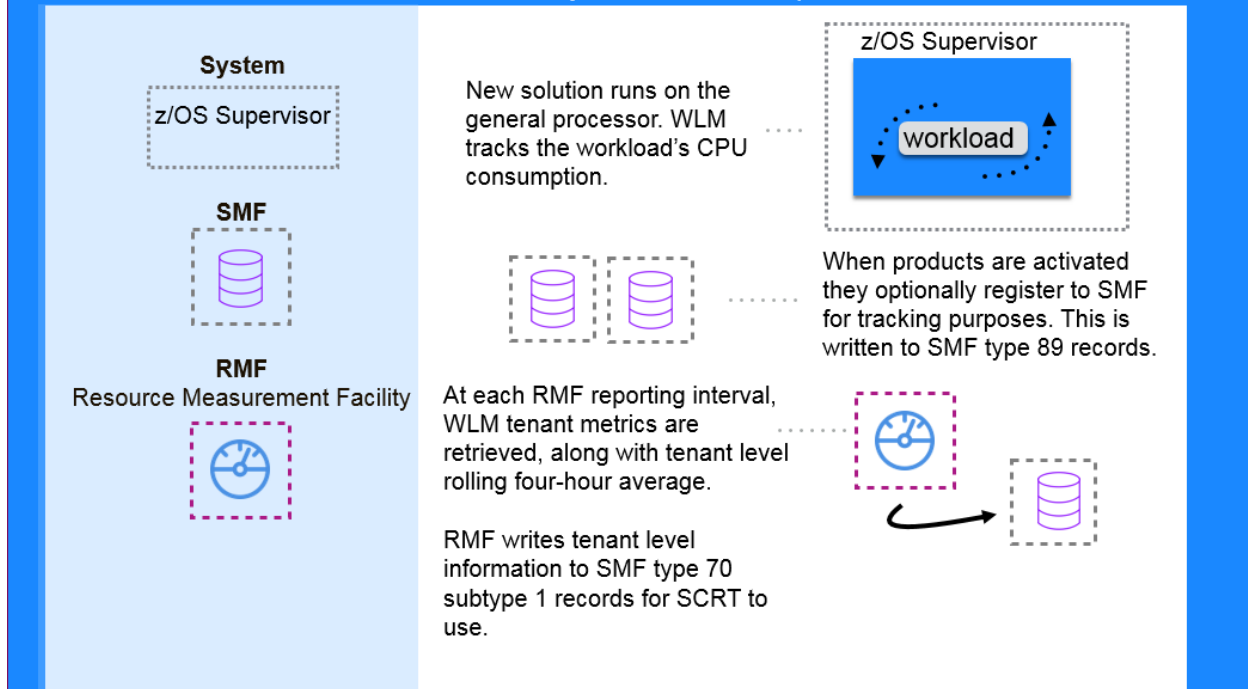 System
z/OS Supervisor
SMF
RMF
Resource Measurement Facility
New solution runs on the
general processor. WLM
tracks the workload's CPU
consumption.
z/OS Supervisor
workload
When products are activated
they optionally register to SMF
for tracking purposes. This is
written to SMF type 89 records.
At each RMF reporting interval,
WLM tenant metrics are
retrieved, along with tenant level
rolling four-hour average.
RMF writes tenant level
information to SMF type 70
subtype 1 records for SCRT to
use.